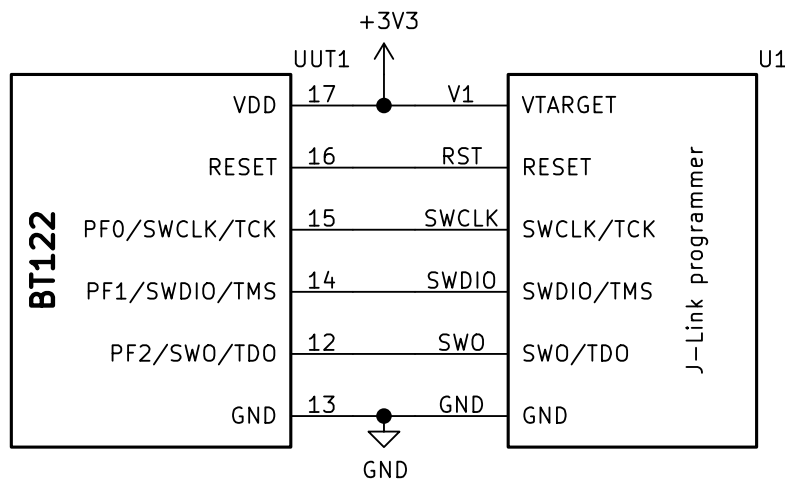 +3V3
UUT1
U1
VDD 17 V1 VTARGET
RESET 16 RST RESET
PF0/SWCLK/TCK 15 SWCLK SWCLK/TCK
PF1/SWDIO/TMS 14 SWDIO SWDIO/TMS
PF2/SWO/TDO 12 SWO SWO/TDO
GND 13 GND GND
GND
BT122
J-Link programmer